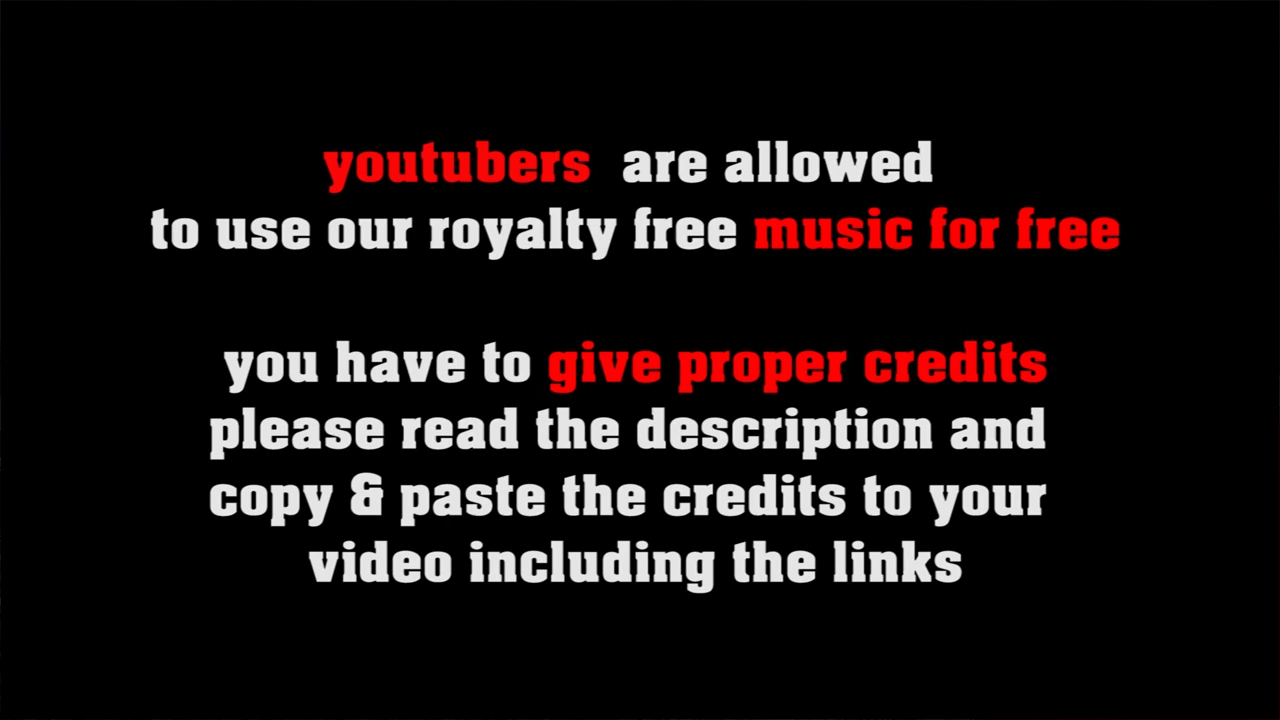 youtubers are allowed
to use our royalty free music for free
you have to give proper credits
please read the description and
copy & paste the credits to your
video including the links